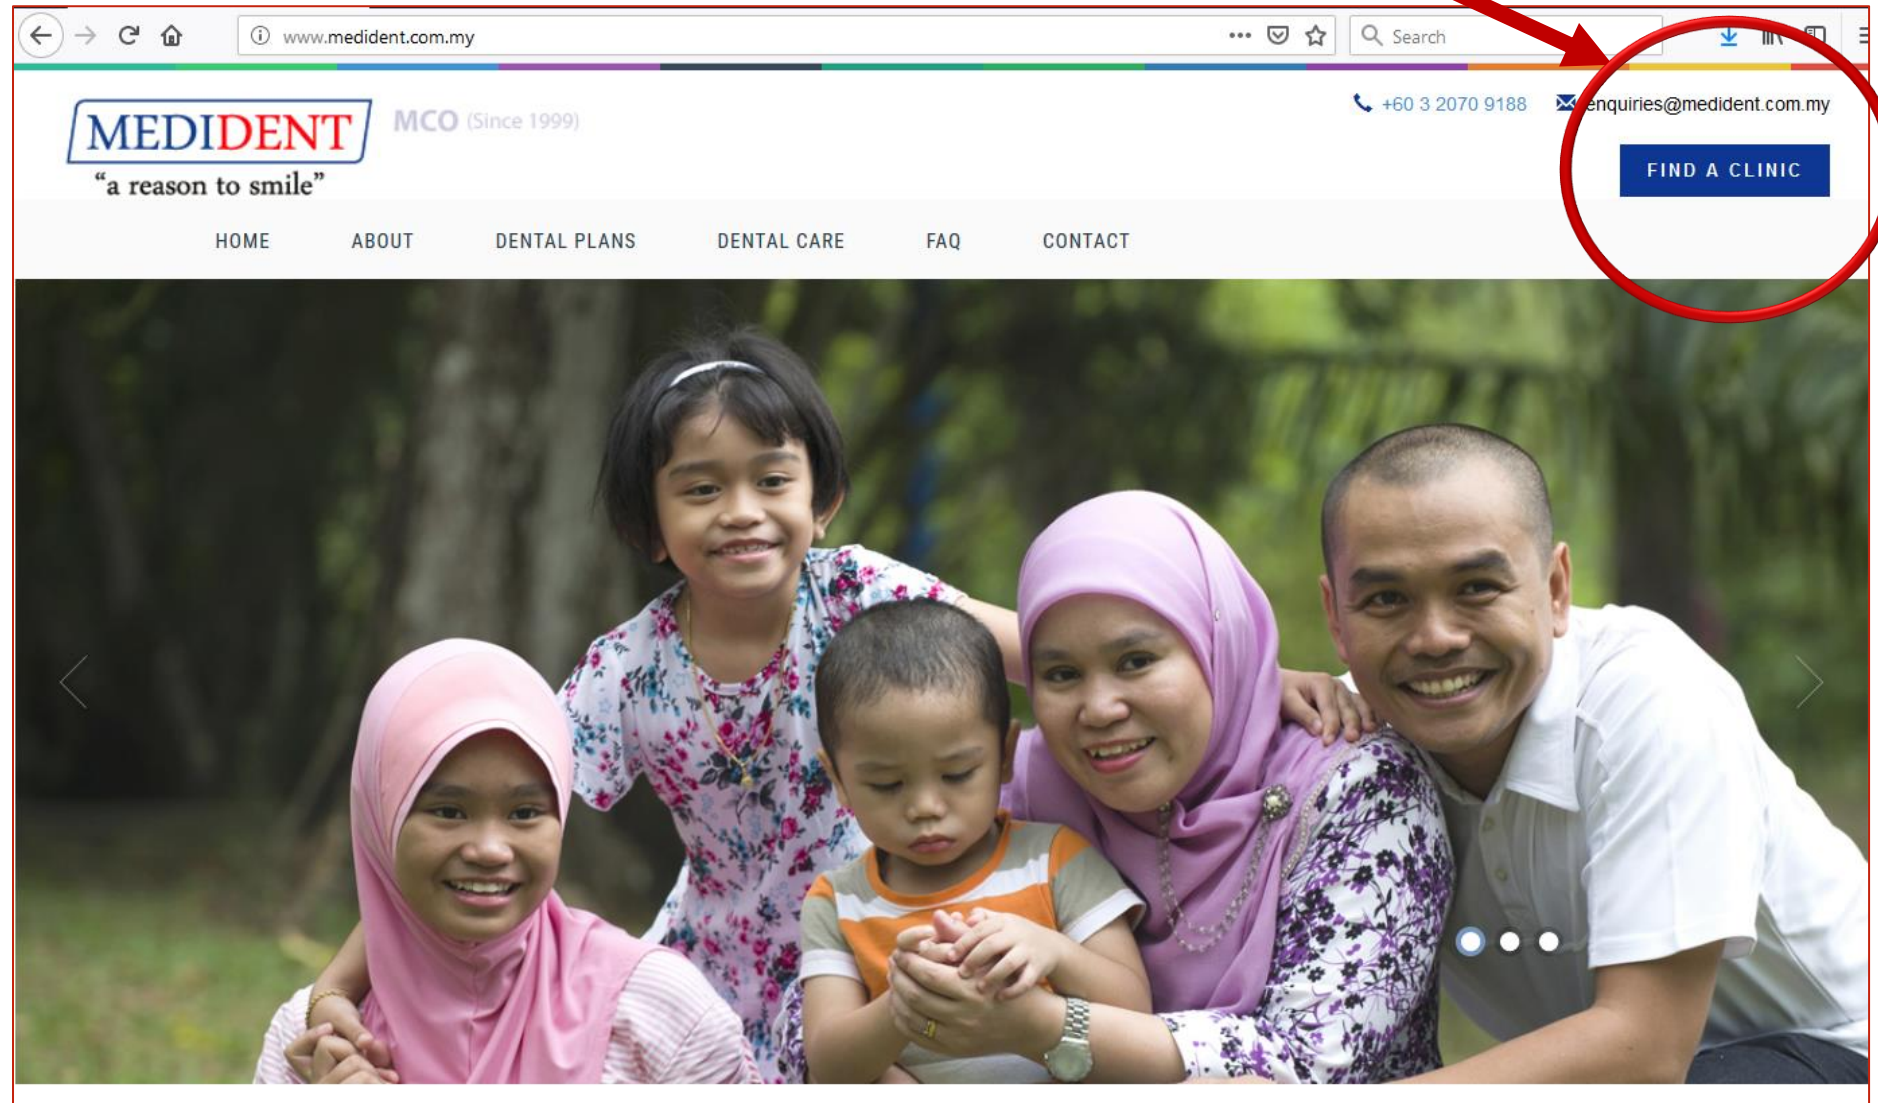 www.medident.com.my
Search
MEDIDENT
"a reason to smile"
MCO (Since 1999)
+60 3 2070 9188
enquiries@medident.com.my
FIND A CLINIC
HOME
ABOUT
DENTAL PLANS
DENTAL CARE
FAQ
CONTACT